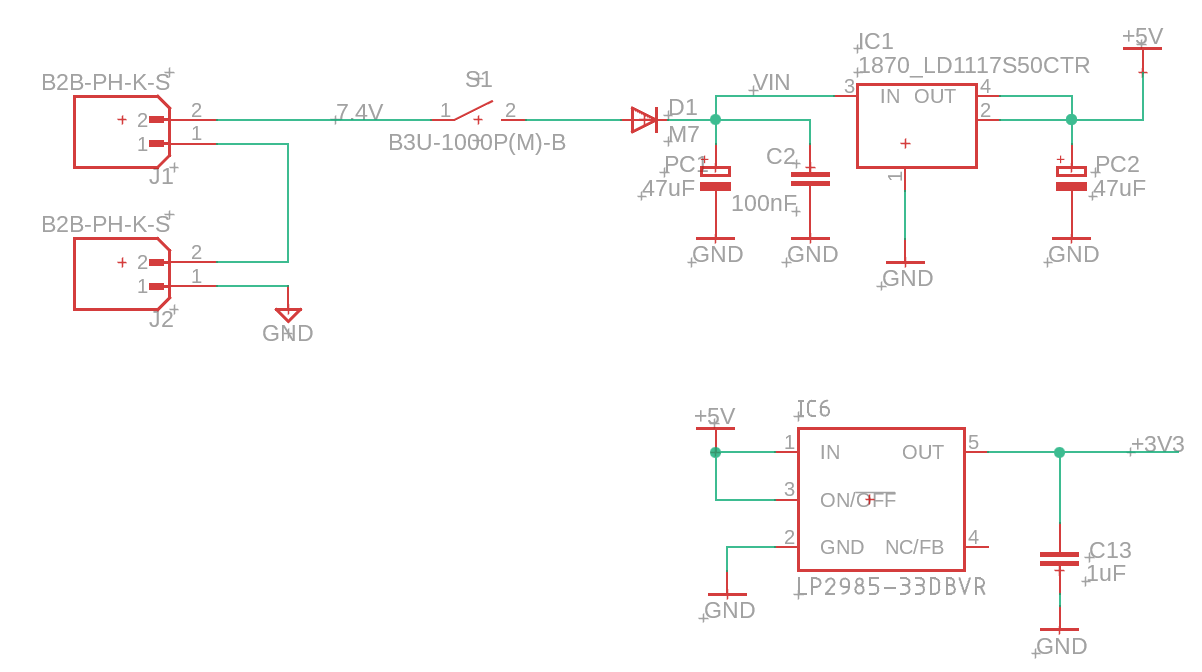 B2B-PH-K-S
2
1
2
1
J1
7.4V
S1
1
2
B3U-1000P(M)-B
D1
M7
VIN
PC1
47uF
C2
100nF
GND
GND
IC1
1870_LD1117S50CTR
3
IN OUT
4
2
1
GND
+5V
PC2
47uF
GND
B2B-PH-K-S
2
1
2
1
J2
GND
+5V
IC6
1
IN
OUT
5
3
ON/OFF
2
GND
NC/FB
4
LP2985-33DBVR
GND
+3V3
C13
1uF
GND